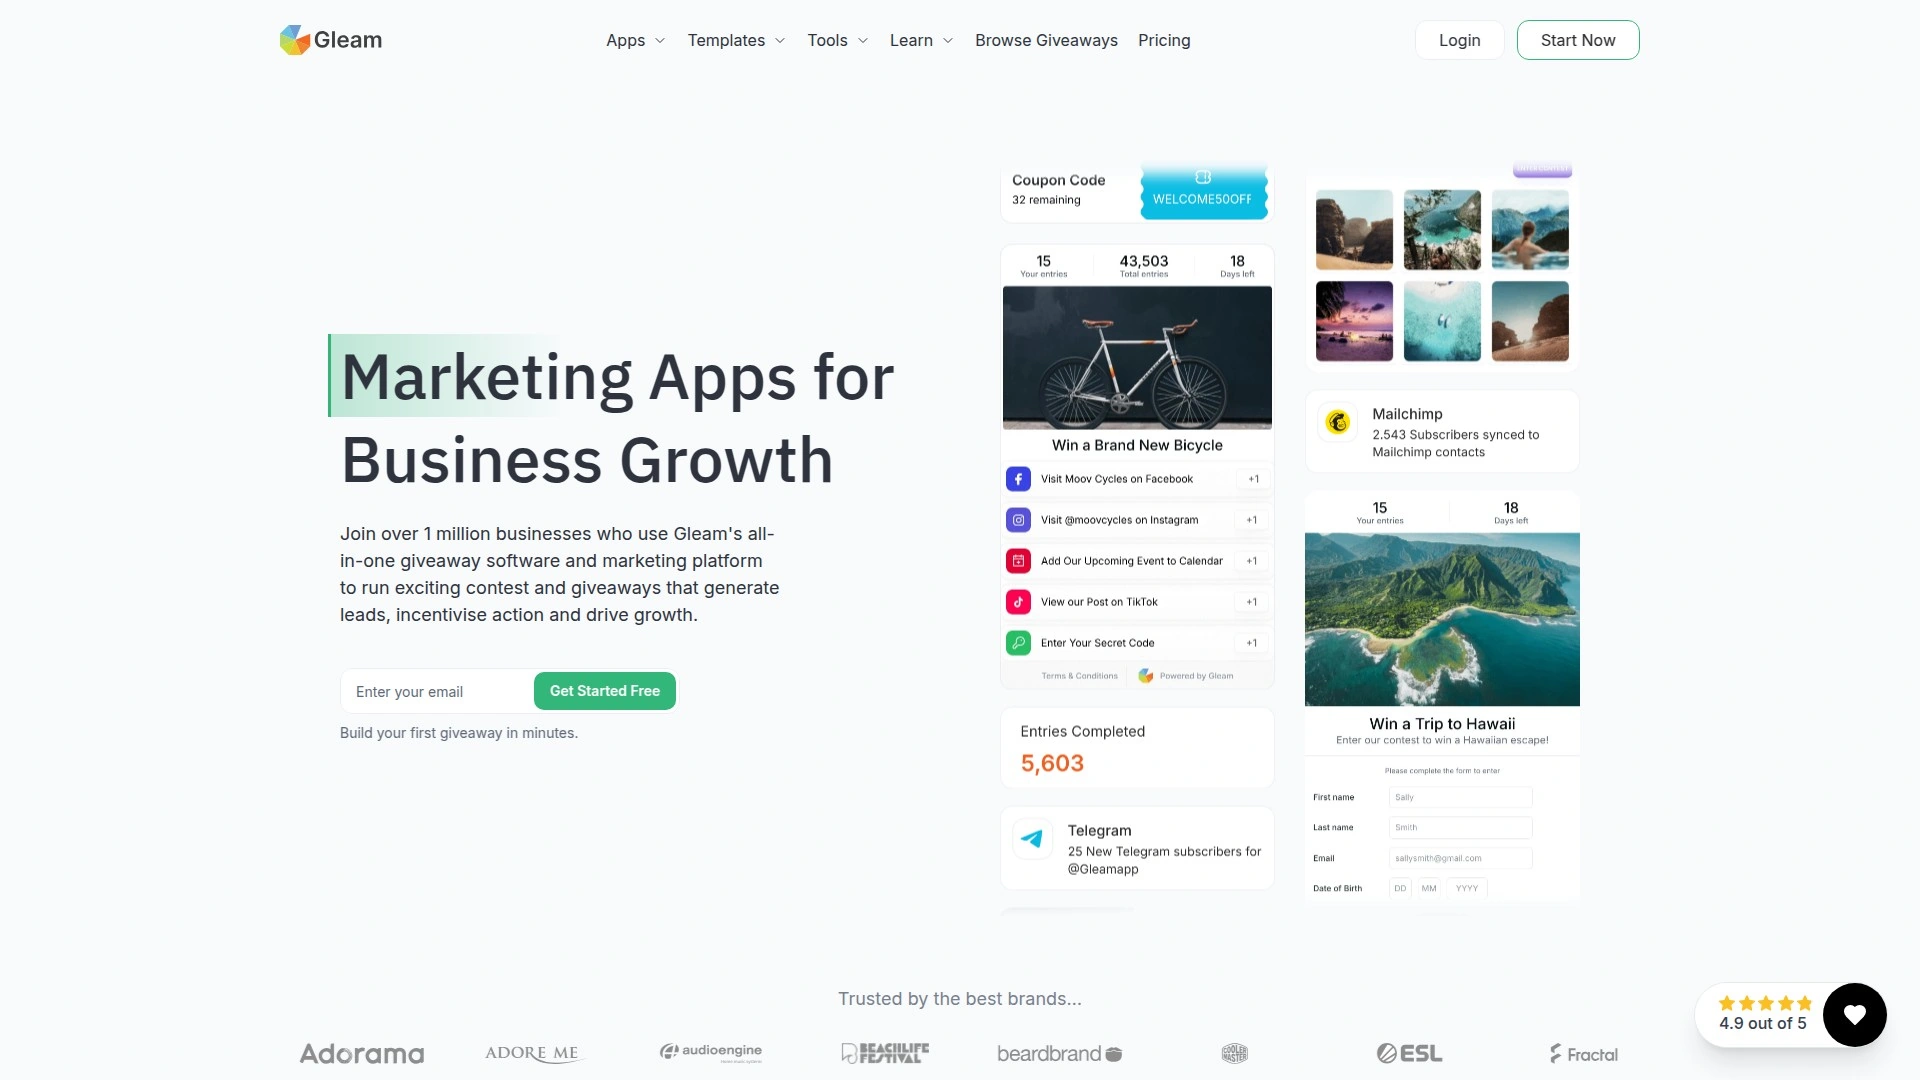 Gleam
Apps
Templates
Tools
Learn
Browse Giveaways
Pricing
Login
Start Now
Marketing Apps for
Business Growth
Join over 1 million businesses who use Gleam's all-
in-one giveaway software and marketing platform
to run exciting contest and giveaways that generate
leads, incentivise action and drive growth.
Enter your email
Get Started Free
Build your first giveaway in minutes.
Coupon Code
32 remaining
WELCOME50OFF
15
Your entries
43,503
Total entries
18
Days left
Win a Brand New Bicycle
Visit Moov Cycles on Facebook
+1
Visit @moovcycles on Instagram
+1
Add Our Upcoming Event to Calendar
+1
View our Post on TikTok
+1
Enter Your Secret Code
+1
Terms & Conditions
Powered by Gleam
Entries Completed
5,603
Telegram
25 New Telegram subscribers for
@Gleamapp
Mailchimp
2.543 Subscribers synced to
Mailchimp contacts
15
Your entries
18
Days left
Win a Trip to Hawaii
Enter our contest to win a Hawaiian escape!
Please complete the form to enter
First name
Sally
Last name
Smith
Email
sallysmith@gmail.com
Date of Birth
DD
MM
YYYY
Trusted by the best brands...
Adorama
ADORE ME
audioengine
BEACHLIFE
FESTIVAL
beardbrand
COOLER
MASTER
ESL
Fractal
4.9 out of 5